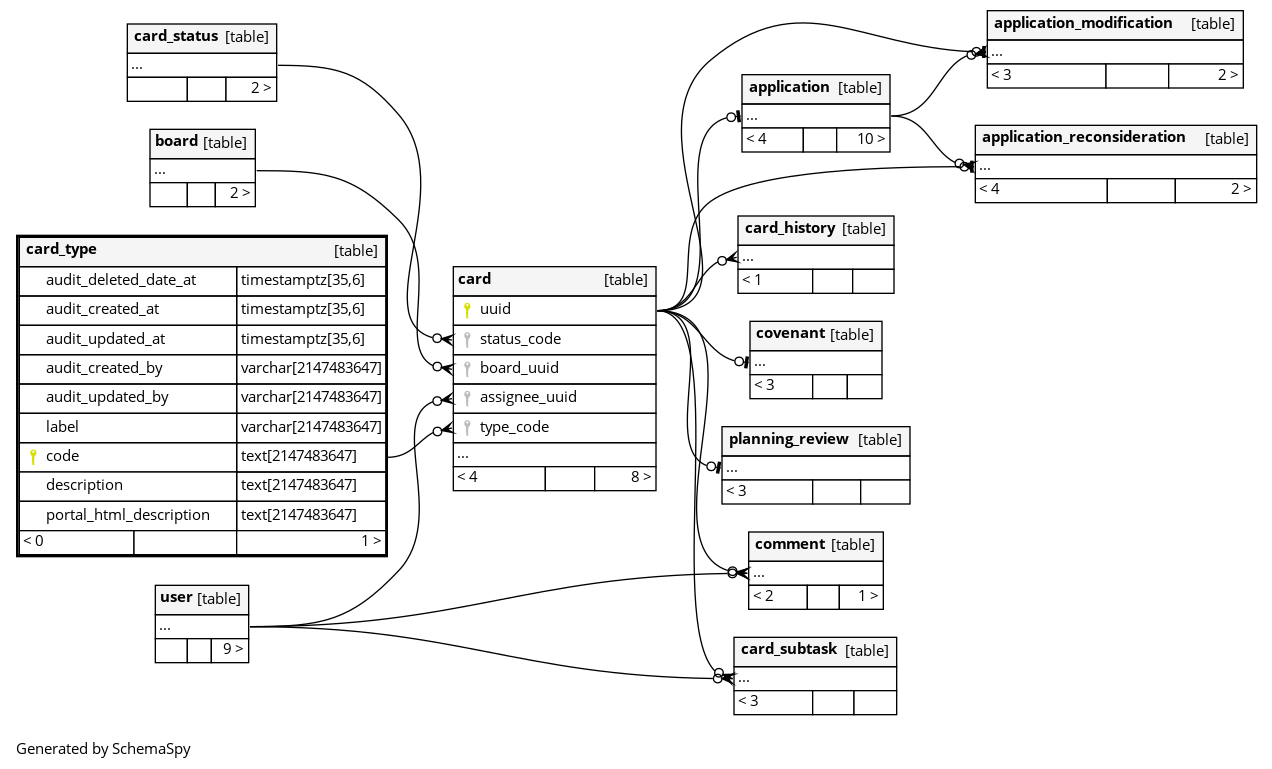 card_status [table]
...
2 >
board [table]
...
2 >
card_type [table]
audit_deleted_date_at timestamptz[35,6]
audit_created_at timestamptz[35,6]
audit_updated_at timestamptz[35,6]
audit_created_by varchar[2147483647]
audit_updated_by varchar[2147483647]
label varchar[2147483647]
code text[2147483647]
description text[2147483647]
portal_html_description text[2147483647]
< 0 1 >
user [table]
...
9 >
card [table]
uuid
status_code
board_uuid
assignee_uuid
type_code
...
< 4 8 >
application [table]
...
< 4 10 >
card_history [table]
...
< 1
covenant [table]
...
< 3
planning_review [table]
...
< 3
comment [table]
...
< 2 1 >
card_subtask [table]
...
< 3
application_modification [table]
...
< 3 2 >
application_reconsideration [table]
...
< 4 2 >
Generated by SchemaSpy